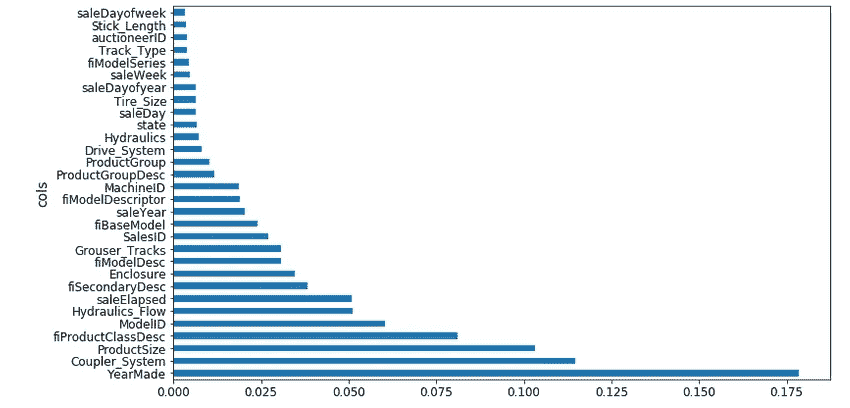 saleDayofweek
Stick_Length
auctioneerID
Track_Type
fiModelSeries
saleWeek
saleDayofyear
Tire_Size
saleDay
state
Hydraulics
Drive_System
ProductGroup
ProductGroupDesc
MachineID
fiModelDescriptor
saleYear
fiBaseModel
SalesID
Grouser_Tracks
fiModelDesc
Enclosure
fiSecondaryDesc
saleElapsed
Hydraulics_Flow
ModelID
fiProductClassDesc
ProductSize
Coupler_System
YearMade
cols
0.000 0.025 0.050 0.075 0.100 0.125 0.150 0.175